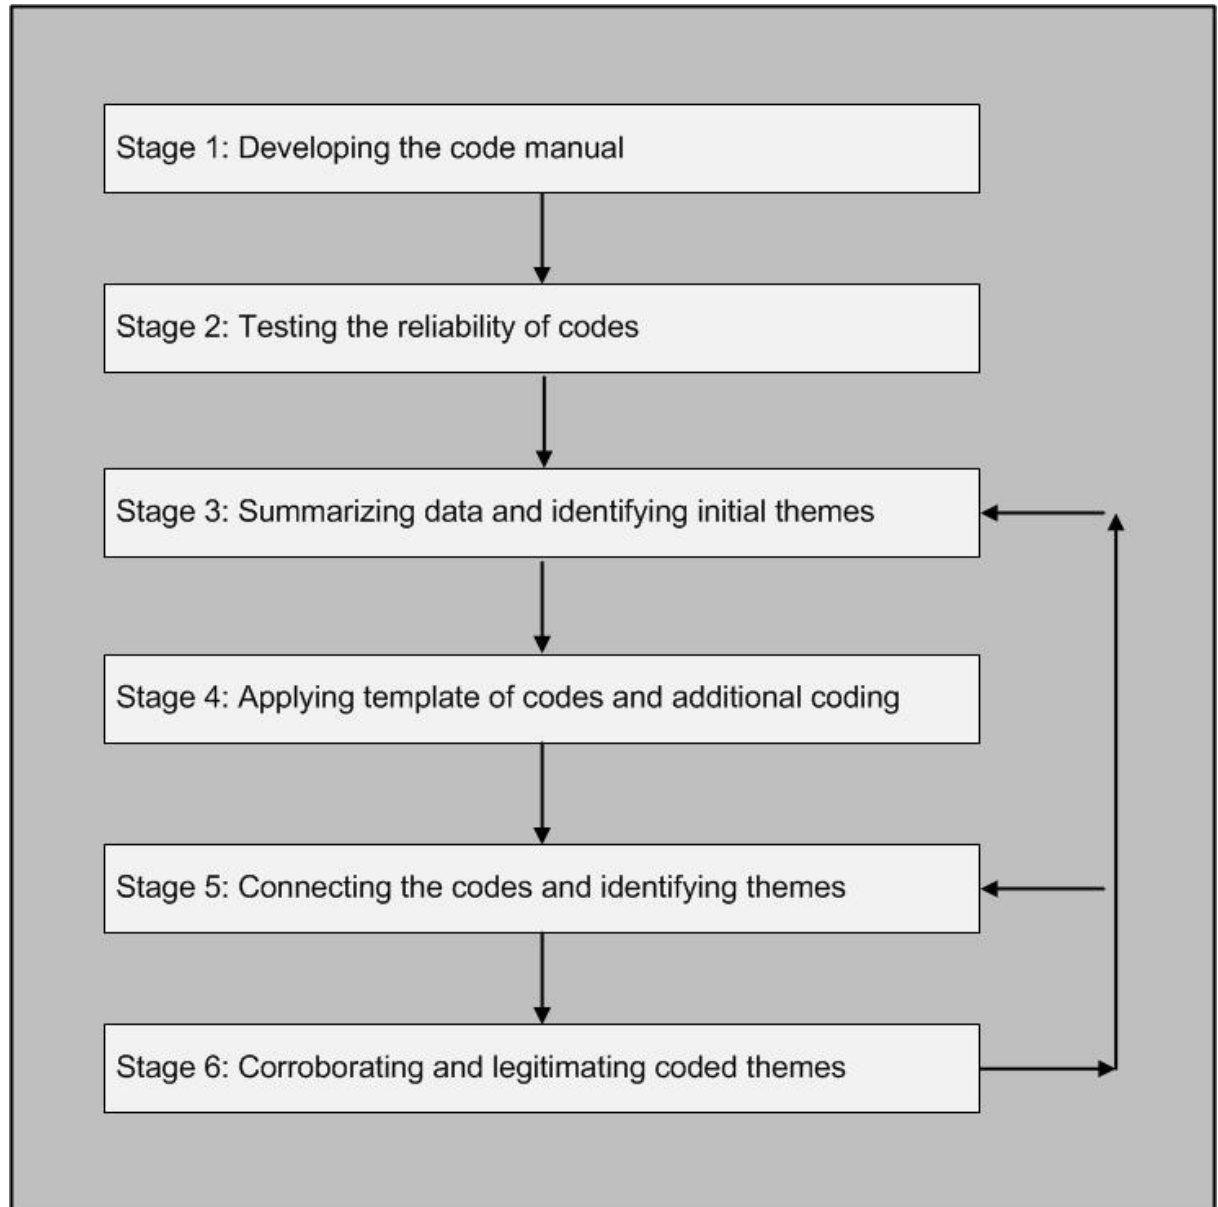 Stage 1: Developing the code manual
Stage 2: Testing the reliability of codes
Stage 3: Summarizing data and identifying initial themes
Stage 4: Applying template of codes and additional coding
Stage 5: Connecting the codes and identifying themes
Stage 6: Corroborating and legitimating coded themes